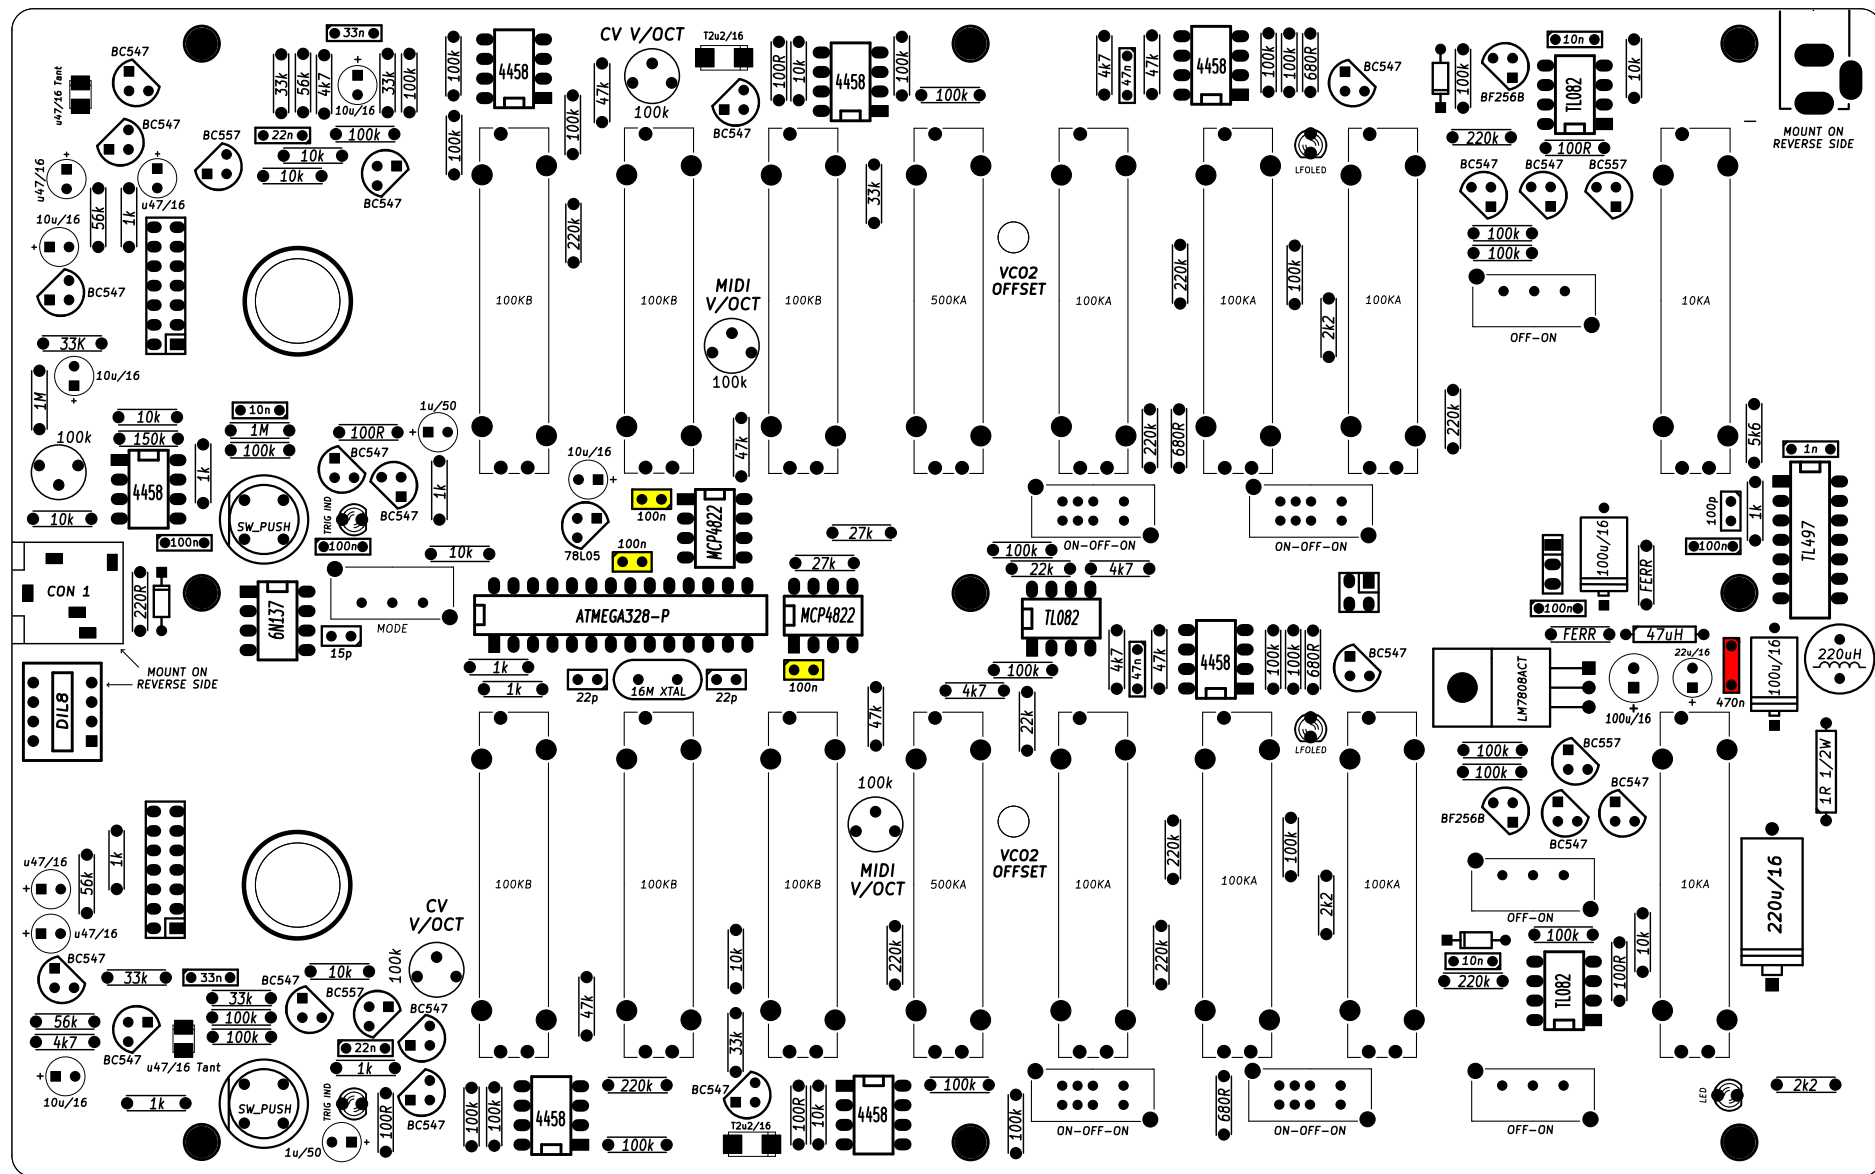 33n
CV V/OCT
T2u2/16
BC547
u47/16 Tant
33k
56k
4k7
+
10u/16
33k
100k
100k
4458
47k
100k
100R
10k
4458
100k
100k
BC547
4k7
47n
47k
4458
100k
100k
680R
BC547
100k
BF256B
10n
TL082
10k
MOUNT ON
REVERSE SIDE
BC547
BC557
22n
100k
10k
10k
BC547
100k
100k
220k
100R
u47/16
+
+
u47/16
56k
1k
10u/16
+
BC547
220k
33k
LFOLED
BC547
BC547
BC557
100k
100k
OFF-ON
VCO2
OFFSET
MIDI
V/OCT
100k
220k
100k
2k2
100KB
100KB
100KB
500KA
100KA
100KA
100KA
10KA
33K
10u/16
+
1M
10k
150k
100k
4458
1k
10k
10n
1M
100k
100R
1u/50
+
BC547
BC547
1k
SW_PUSH
TRIG IND
100n
100n
10k
47k
220k
680R
220k
5k6
1n
10u/16
+
100n
78L05
100n
MCP4822
27k
27k
ON-OFF-ON
ON-OFF-ON
100k
22k
4k7
100u/16
FERR
100p
1k
100n
TL497
CON 1
220R
6N137
15p
MODE
ATMEGA328-P
MCP4822
TL082
100n
FERR
47uH
MOUNT ON
REVERSE SIDE
DIL8
1k
1k
22p
16M XTAL
22p
100n
47k
100k
4k7
22k
4k7
47n
47k
4458
100k
100k
680R
BC547
LM7808ACT
100u/16
+
22u/16
+
470n
100u/16
220uH
LFOLED
100k
100k
BC557
BF256B
BC547
BC547
1R 1/2W
100k
MIDI
V/OCT
VCO2
OFFSET
220k
100k
2k2
u47/16
+
56k
1k
+
u47/16
100KB
100KB
100KB
500KA
100KA
100KA
100KA
10KA
OFF-ON
220u/16
CV
V/OCT
100k
BC547
33k
33n
10k
BC547
BC557
BC547
47k
10k
33k
220k
220k
100k
10n
220k
TL082
100R
10k
56k
4k7
BC547
u47/16 Tant
33k
100k
100k
22n
1k
+
10u/16
1k
SW_PUSH
TRIG IND
1u/50
+
100R
BC547
100k
100k
4458
220k
100k
BC547
T2u2/16
100R
10k
4458
100k
100k
ON-OFF-ON
680R
ON-OFF-ON
OFF-ON
LED
2k2